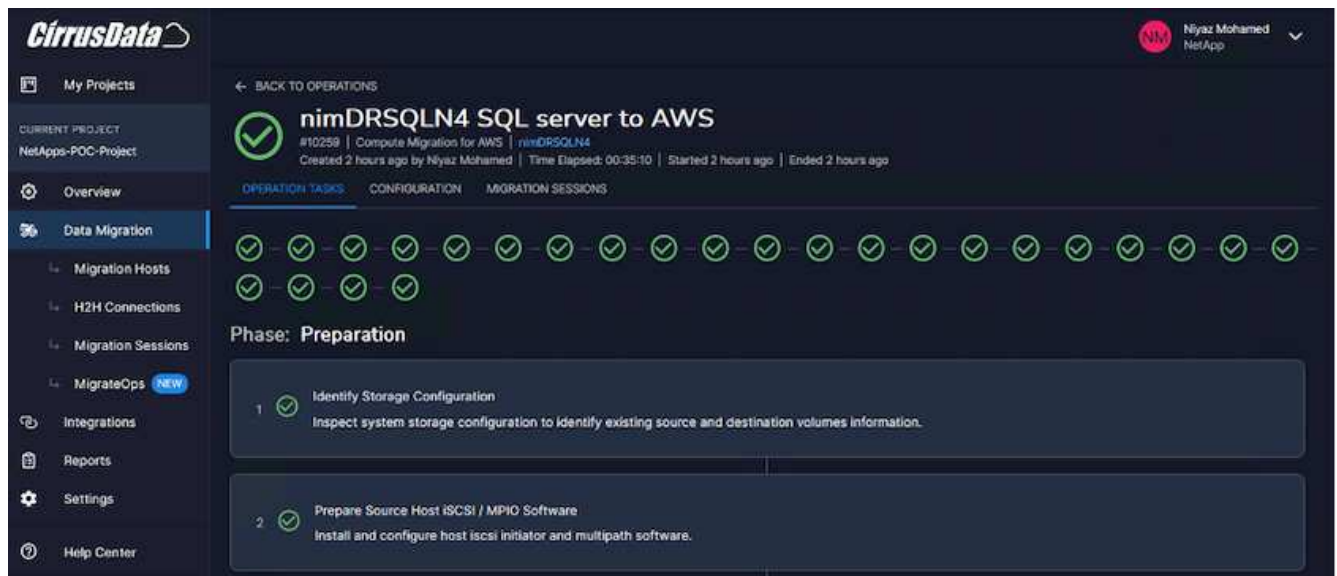 CirrusData
NM
Niyaz Mohamed
NetApp
My Projects
CURRENT PROJECT
NetApps-POC-Project
Overview
Data Migration
Migration Hosts
H2H Connections
Migration Sessions
MigrateOps NEW
Integrations
Reports
Settings
Help Center
← BACK TO OPERATIONS
nimDRSQLN4 SQL server to AWS
#10259 | Compute Migration for AWS | nimDRSQLN4
Created 2 hours ago by Niyaz Mohamed | Time Elapsed: 00:35:10 | Started 2 hours ago | Ended 2 hours ago
OPERATION TASKS CONFIGURATION MIGRATION SESSIONS
Phase: Preparation
1 Identify Storage Configuration
Inspect system storage configuration to identify existing source and destination volumes information.
2 Prepare Source Host iSCSI / MPIO Software
Install and configure host iscsi initiator and multipath software.